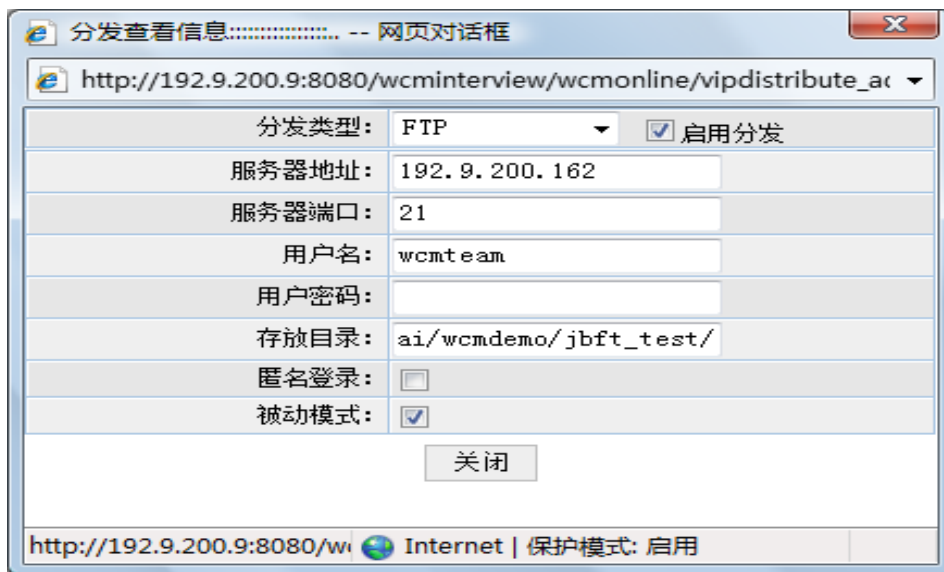 分发查看信息::::::::::::::::.. -- 网页对话框
http://192.9.200.9:8080/wcminterview/wcmonline/vipdistribute_a
分发类型： FTP 启用分发
服务器地址： 192.9.200.162
服务器端口： 21
用户名： wcmteam
用户密码：
存放目录： ai/wcmdemo/jbft_test/
匿名登录：
被动模式：
关闭
http://192.9.200.9:8080/w Internet | 保护模式: 启用